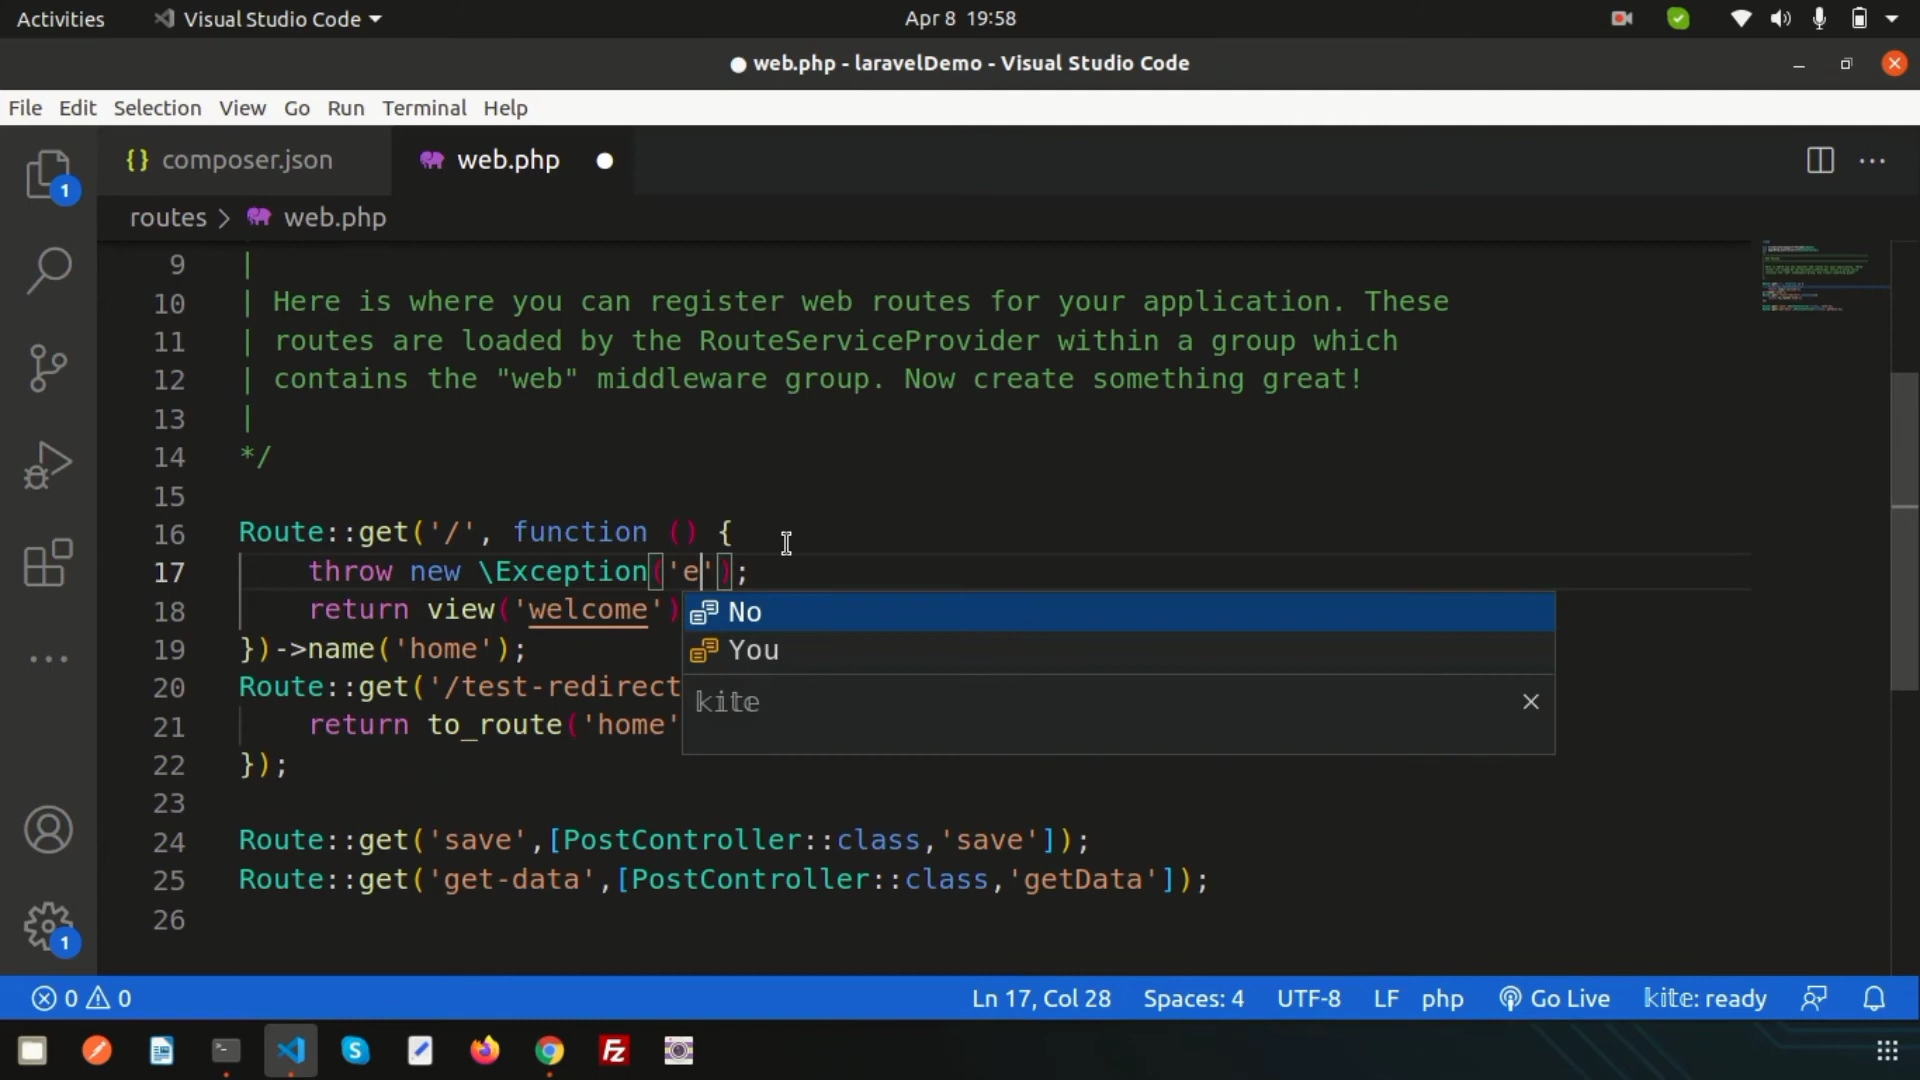 Activities
Visual Studio Code
Apr 8 19:58
web.php - laravelDemo - Visual Studio Code
File Edit Selection View Go Run Terminal Help
{} composer.json
web.php
routes > web.php
1
9 |
10 | Here is where you can register web routes for your application. These
11 | routes are loaded by the RouteServiceProvider within a group which
12 | contains the "web" middleware group. Now create something great!
13 |
14 */
15
16 Route::get('/', function () {
17 throw new \Exception('e');
18 return view('welcome')
No
19 })->name('home');
You
20 Route::get('/test-redirect
kite
21 return to_route('home'
22 });
23
24 Route::get('save',[PostController::class,'save']);
25 Route::get('get-data',[PostController::class,'getData']);
26
1
0 0
Ln 17, Col 28 Spaces: 4 UTF-8 LF php Go Live kite: ready